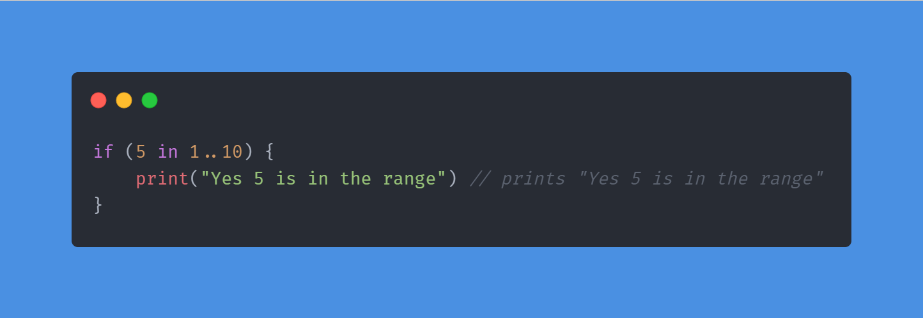 if (5 in 1..10) {
    print("Yes 5 is in the range") // prints "Yes 5 is in the range"
}